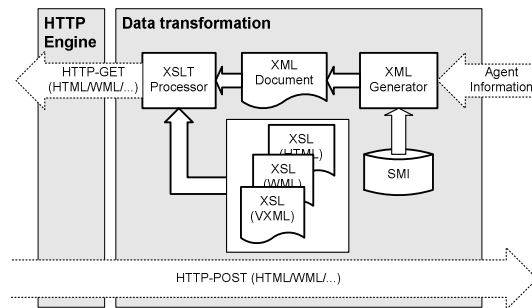 HTTP
Engine
Data transformation
HTTP-GET
(HTML/WML/...)
XSLT
Processor
XML
Document
XML
Generator
Agent
Information
XSL
(HTML)
XSL
(WML)
XSL
(VXML)
SMI
HTTP-POST (HTML/WML/...)